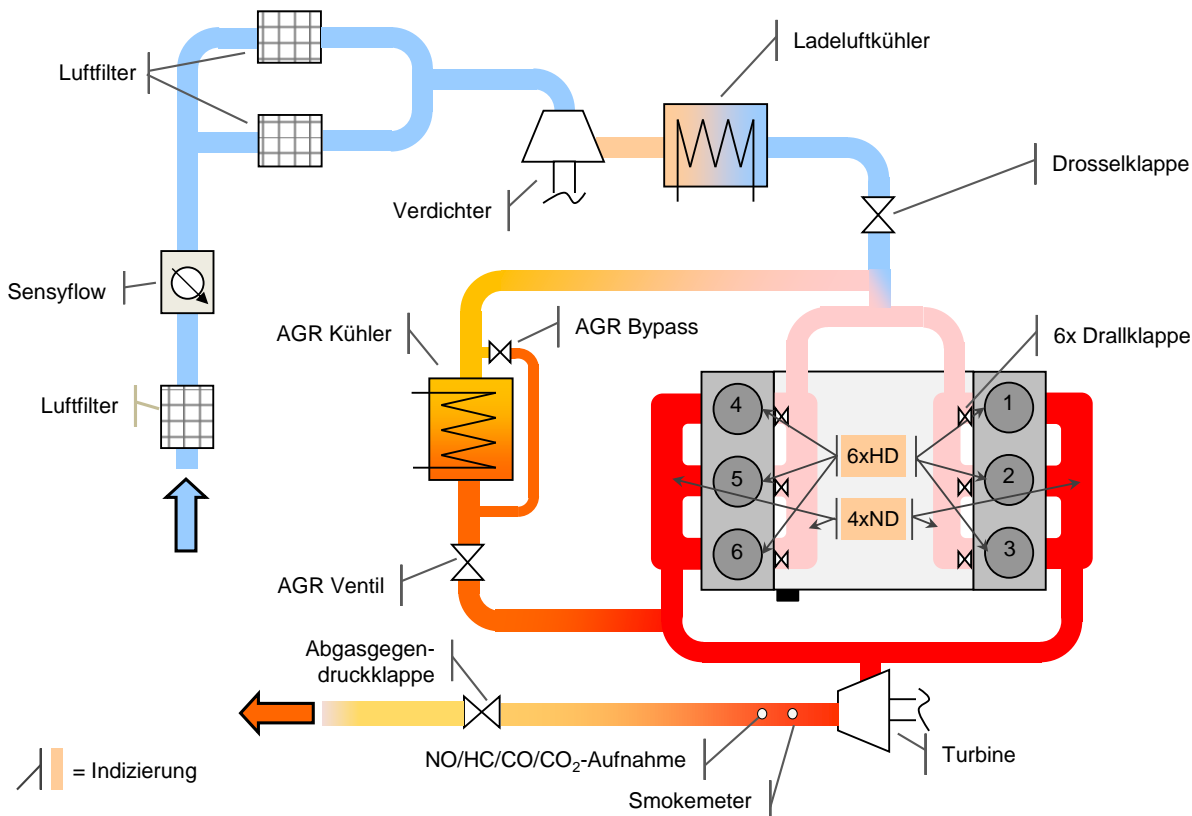 Luftfilter
Ladeluftkühler
Drosselklappe
Verdichter
Sensyflow
AGR Kühler
AGR Bypass
6x Drallklappe
Luftfilter
4
1
6xHD
5
2
4xND
6
3
AGR Ventil
Abgasgegen-
druckklappe
NO/HC/CO/CO₂-Aufnahme
Turbine
= Indizierung
Smokemeter